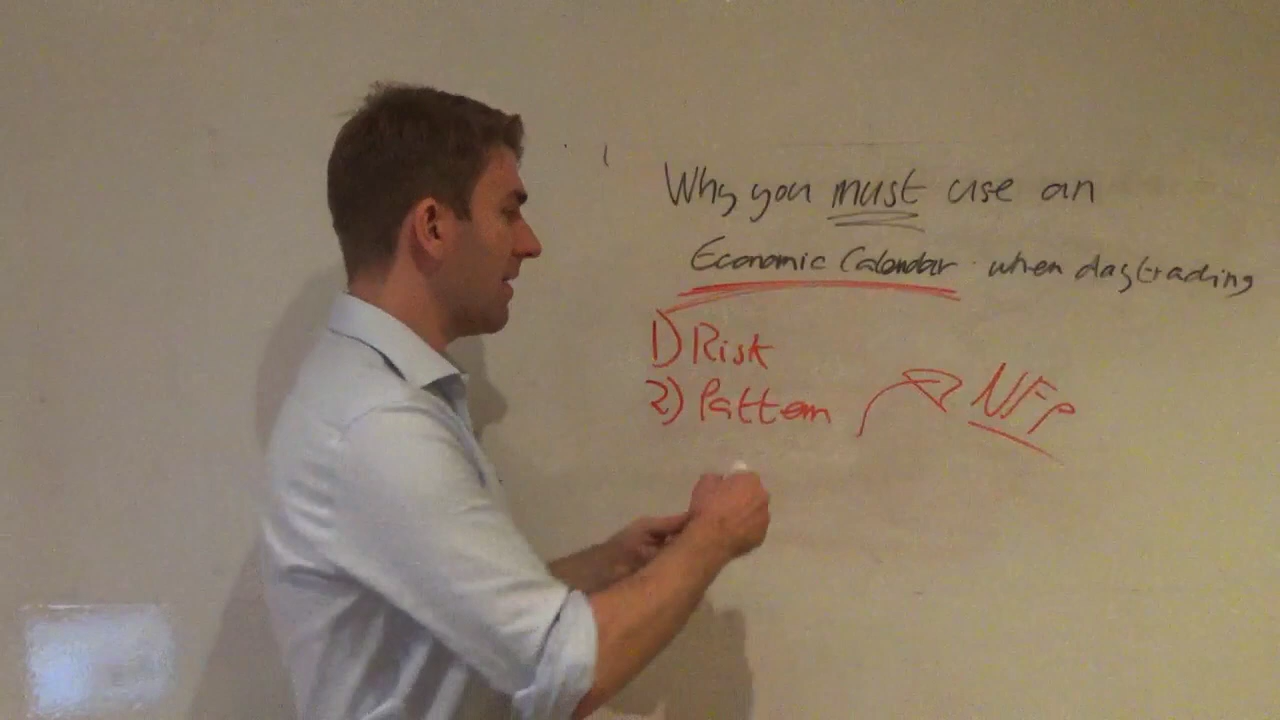 Why you must use an
Economic Calendar when daytrading
1) Risk
2) Pattern
NFP